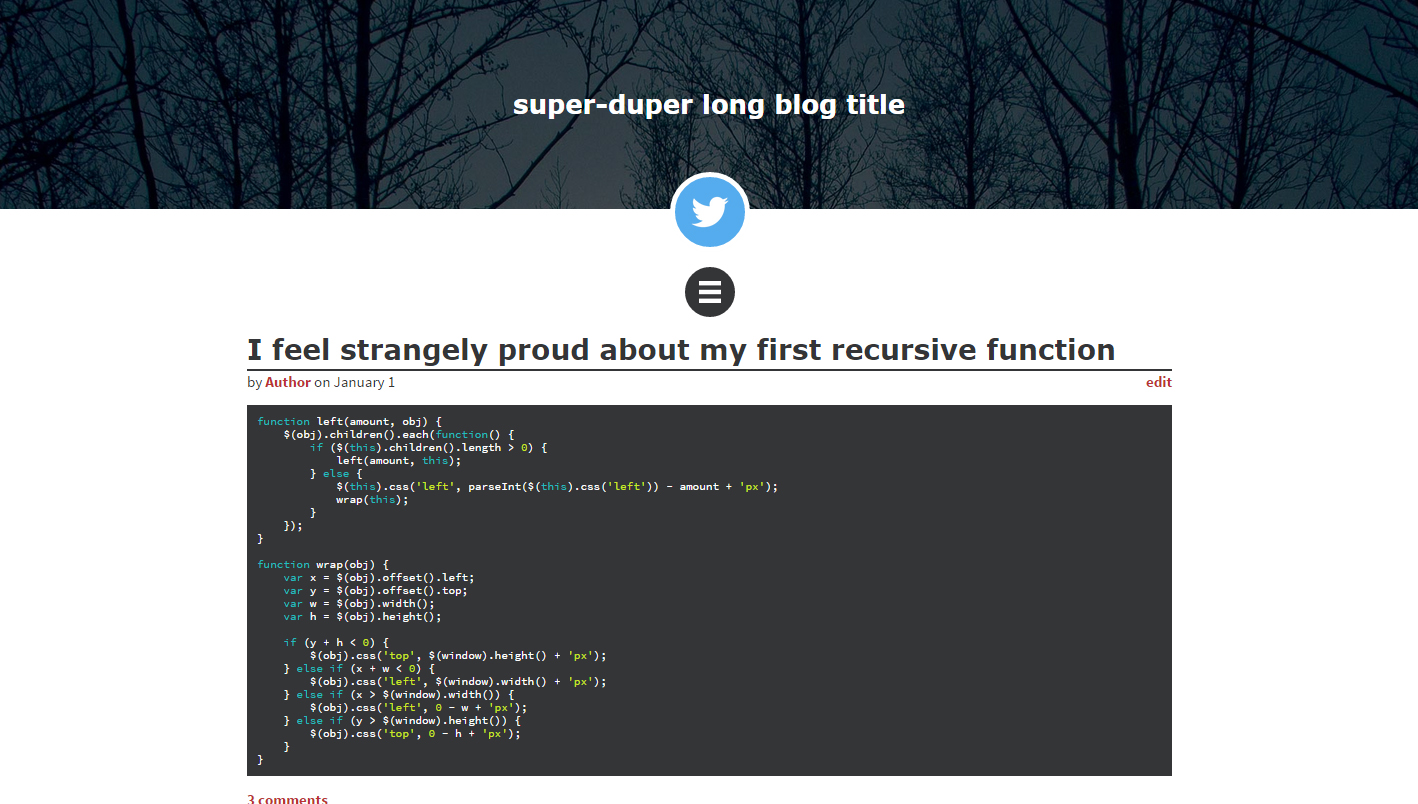 super-duper long blog title
I feel strangely proud about my first recursive function
by Author on January 1
edit
function left(amount, obj) {
    $(obj).children().each(function() {
        if ($(this).children().length > 0) {
            left(amount, this);
        } else {
            $(this).css('left', parseInt($(this).css('left')) - amount + 'px');
            wrap(this);
        }
    });
}

function wrap(obj) {
    var x = $(obj).offset().left;
    var y = $(obj).offset().top;
    var w = $(obj).width();
    var h = $(obj).height();

    if (y + h < 0) {
        $(obj).css('top', $(window).height() + 'px');
    } else if (x + w < 0) {
        $(obj).css('left', $(window).width() + 'px');
    } else if (x > $(window).width()) {
        $(obj).css('left', 0 - w + 'px');
    } else if (y > $(window).height()) {
        $(obj).css('top', 0 - h + 'px');
    }
}
3 comments